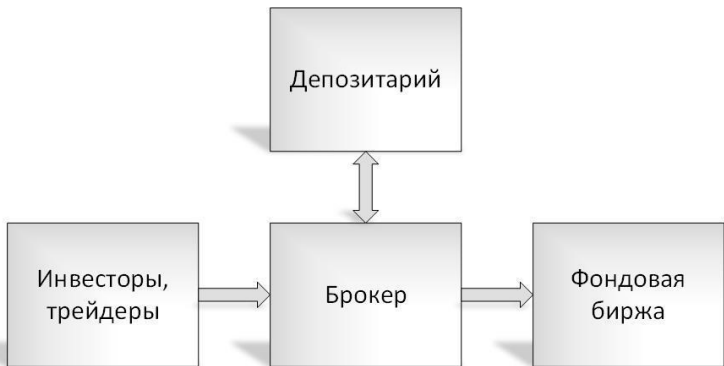 Депозитарий
Инвесторы,
трейдеры
Брокер
Фондовая
биржа